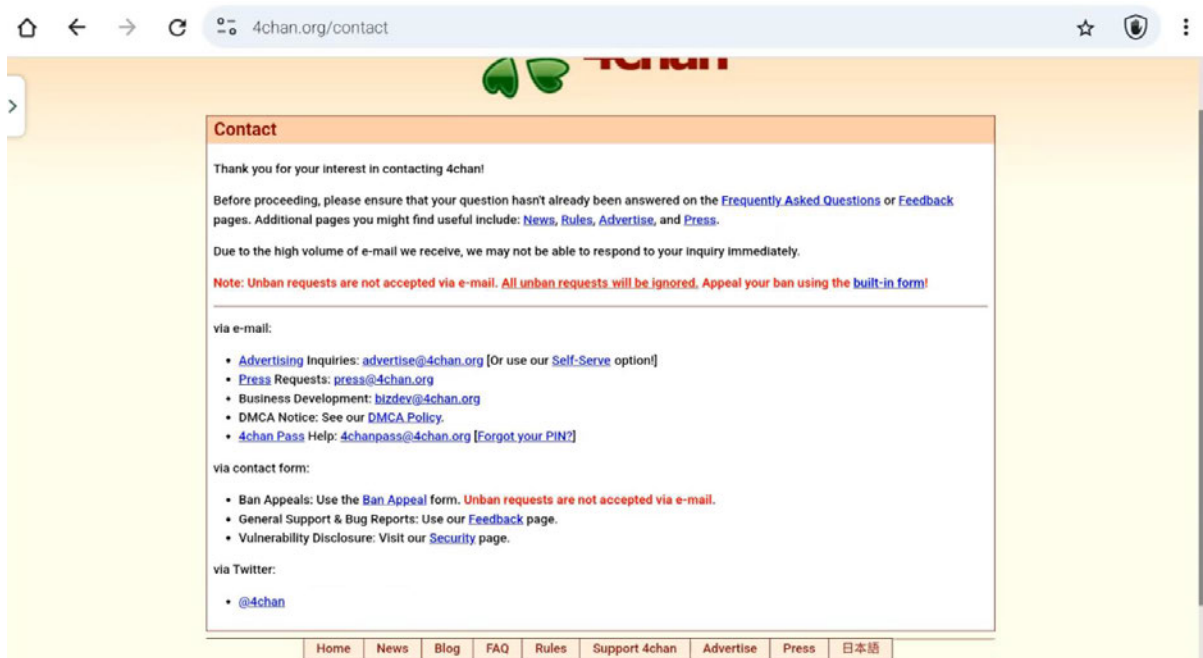 4chan.org/contact
4chan
Contact
Thank you for your interest in contacting 4chan!
Before proceeding, please ensure that your question hasn't already been answered on the Frequently Asked Questions or Feedback
pages. Additional pages you might find useful include: News, Rules, Advertise, and Press.
Due to the high volume of e-mail we receive, we may not be able to respond to your inquiry immediately.
Note: Unban requests are not accepted via e-mail. All unban requests will be ignored. Appeal your ban using the built-in form!
via e-mail:
• Advertising Inquiries: advertise@4chan.org [Or use our Self-Serve option!]
• Press Requests: press@4chan.org
• Business Development: bizdev@4chan.org
• DMCA Notice: See our DMCA Policy.
• 4chan Pass Help: 4chanpass@4chan.org [Forgot your PIN?]
via contact form:
• Ban Appeals: Use the Ban Appeal form. Unban requests are not accepted via e-mail.
• General Support & Bug Reports: Use our Feedback page.
• Vulnerability Disclosure: Visit our Security page.
via Twitter:
• @4chan
Home News Blog FAQ Rules Support 4chan Advertise Press 日本語